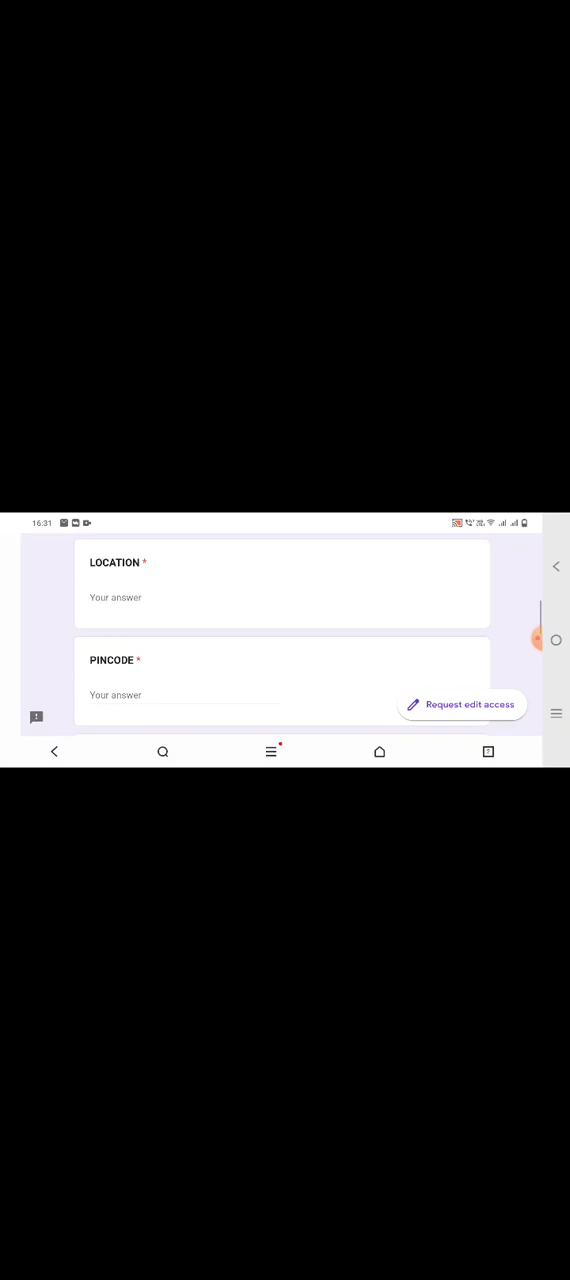 16:31
LOCATION *
Your answer
PINCODE *
Your answer
Request edit access